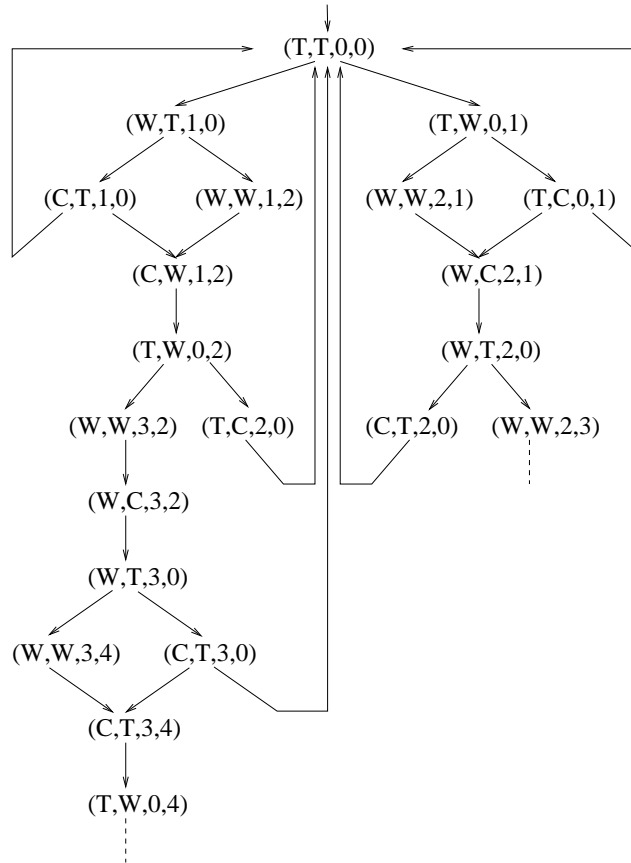 (T,T,0,0)
(W,T,1,0) (T,W,0,1)
(C,T,1,0) (W,W,1,2) (W,W,2,1) (T,C,0,1)
(C,W,1,2) (W,C,2,1)
(T,W,0,2) (W,T,2,0)
(W,W,3,2) (T,C,2,0) (C,T,2,0) (W,W,2,3)
(W,C,3,2)
(W,T,3,0)
(W,W,3,4) (C,T,3,0)
(C,T,3,4)
(T,W,0,4)